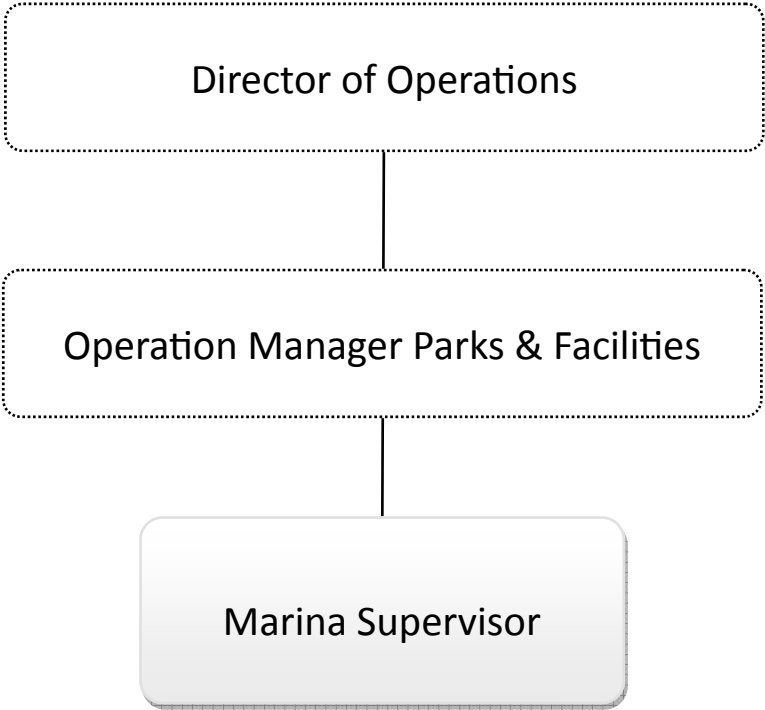 Director of Operations
Operation Manager Parks & Facilities
Marina Supervisor